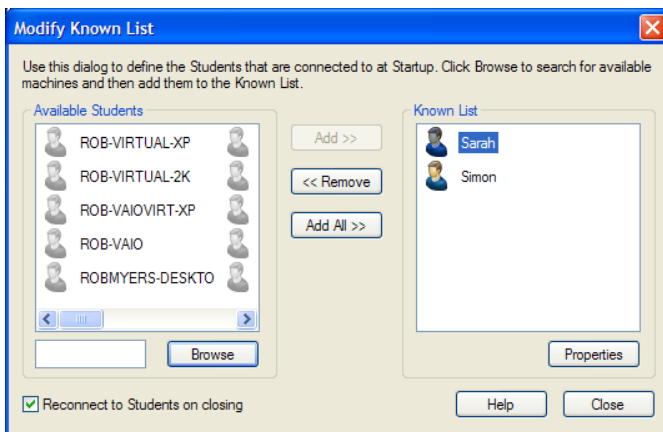 Modify Known List
Use this dialog to define the Students that are connected to at Startup. Click Browse to search for available
machines and then add them to the Known List.
Available Students
ROB-VIRTUAL-XP
ROB-VIRTUAL-2K
ROB-VAIOVIRT-XP
ROB-VAIO
ROBMYERS-DESKTO
Browse
Add >>
<< Remove
Add All >>
Known List
Sarah
Simon
Properties
Reconnect to Students on closing
Help
Close